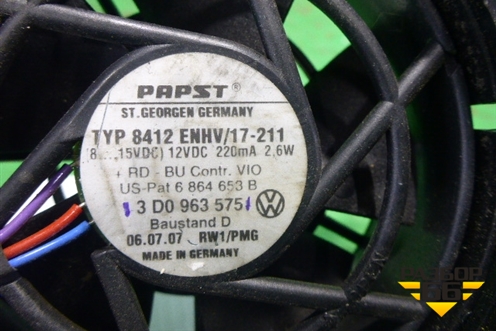 PAPST®
ST. GEORGEN GERMANY
TYP 8412 ENHV/17-211
(8...15VDC) 12VDC 220mA 2,6W
+ RD - BU Contr. VIO
US-Pat 6 864 653 B
3 D0 963 575
Baustand D
06.07.07 RW1/PMG
MADE IN GERMANY